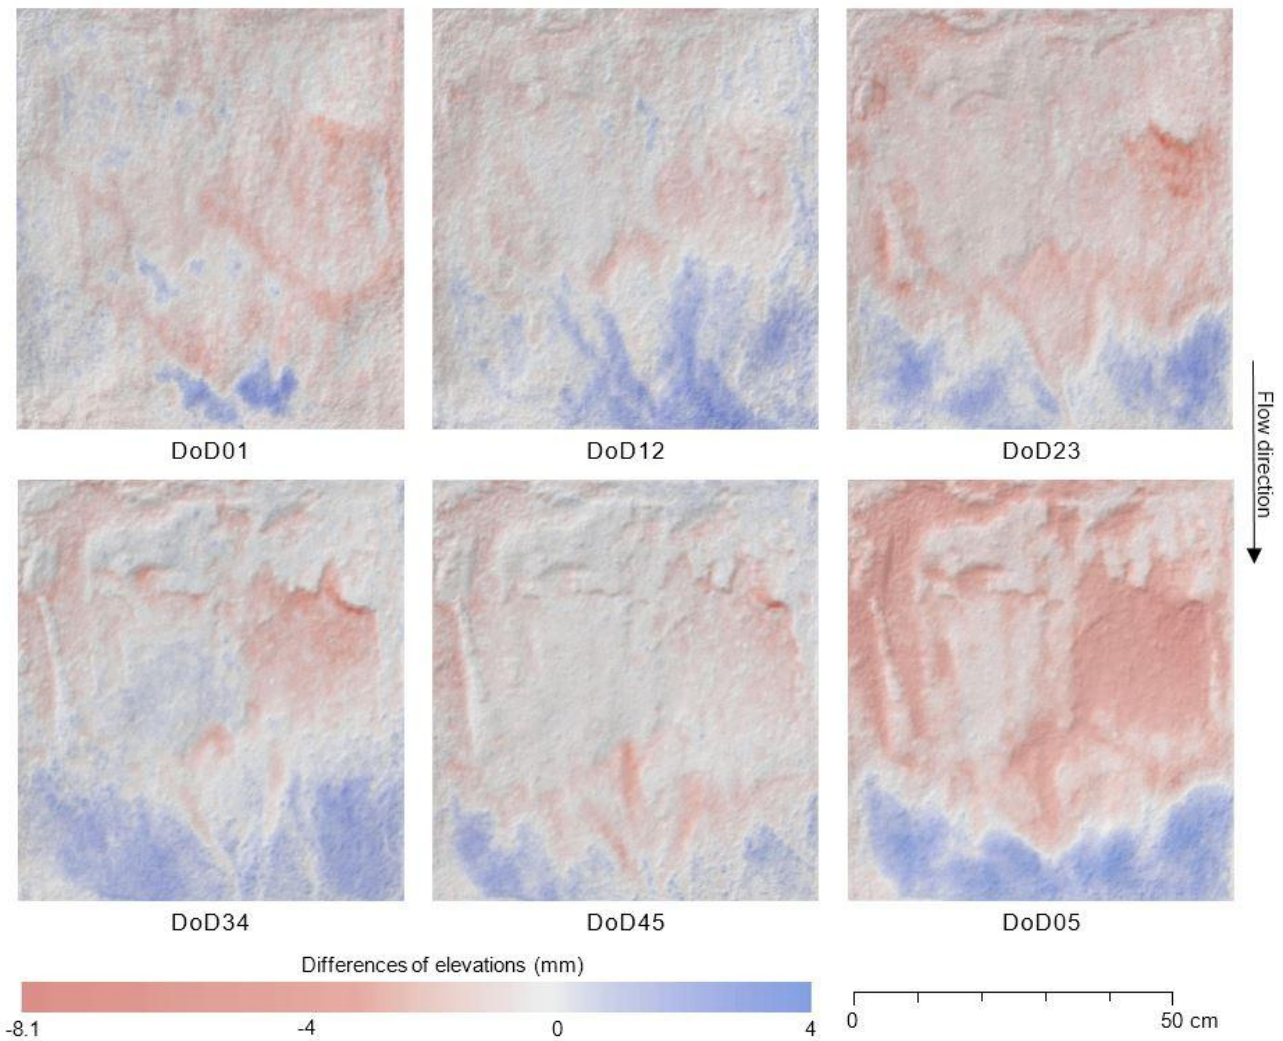 DoD01
DoD12
DoD23
Flow direction
DoD34
DoD45
DoD05
Differences of elevations (mm)
-8.1
-4
0
4
0
50 cm